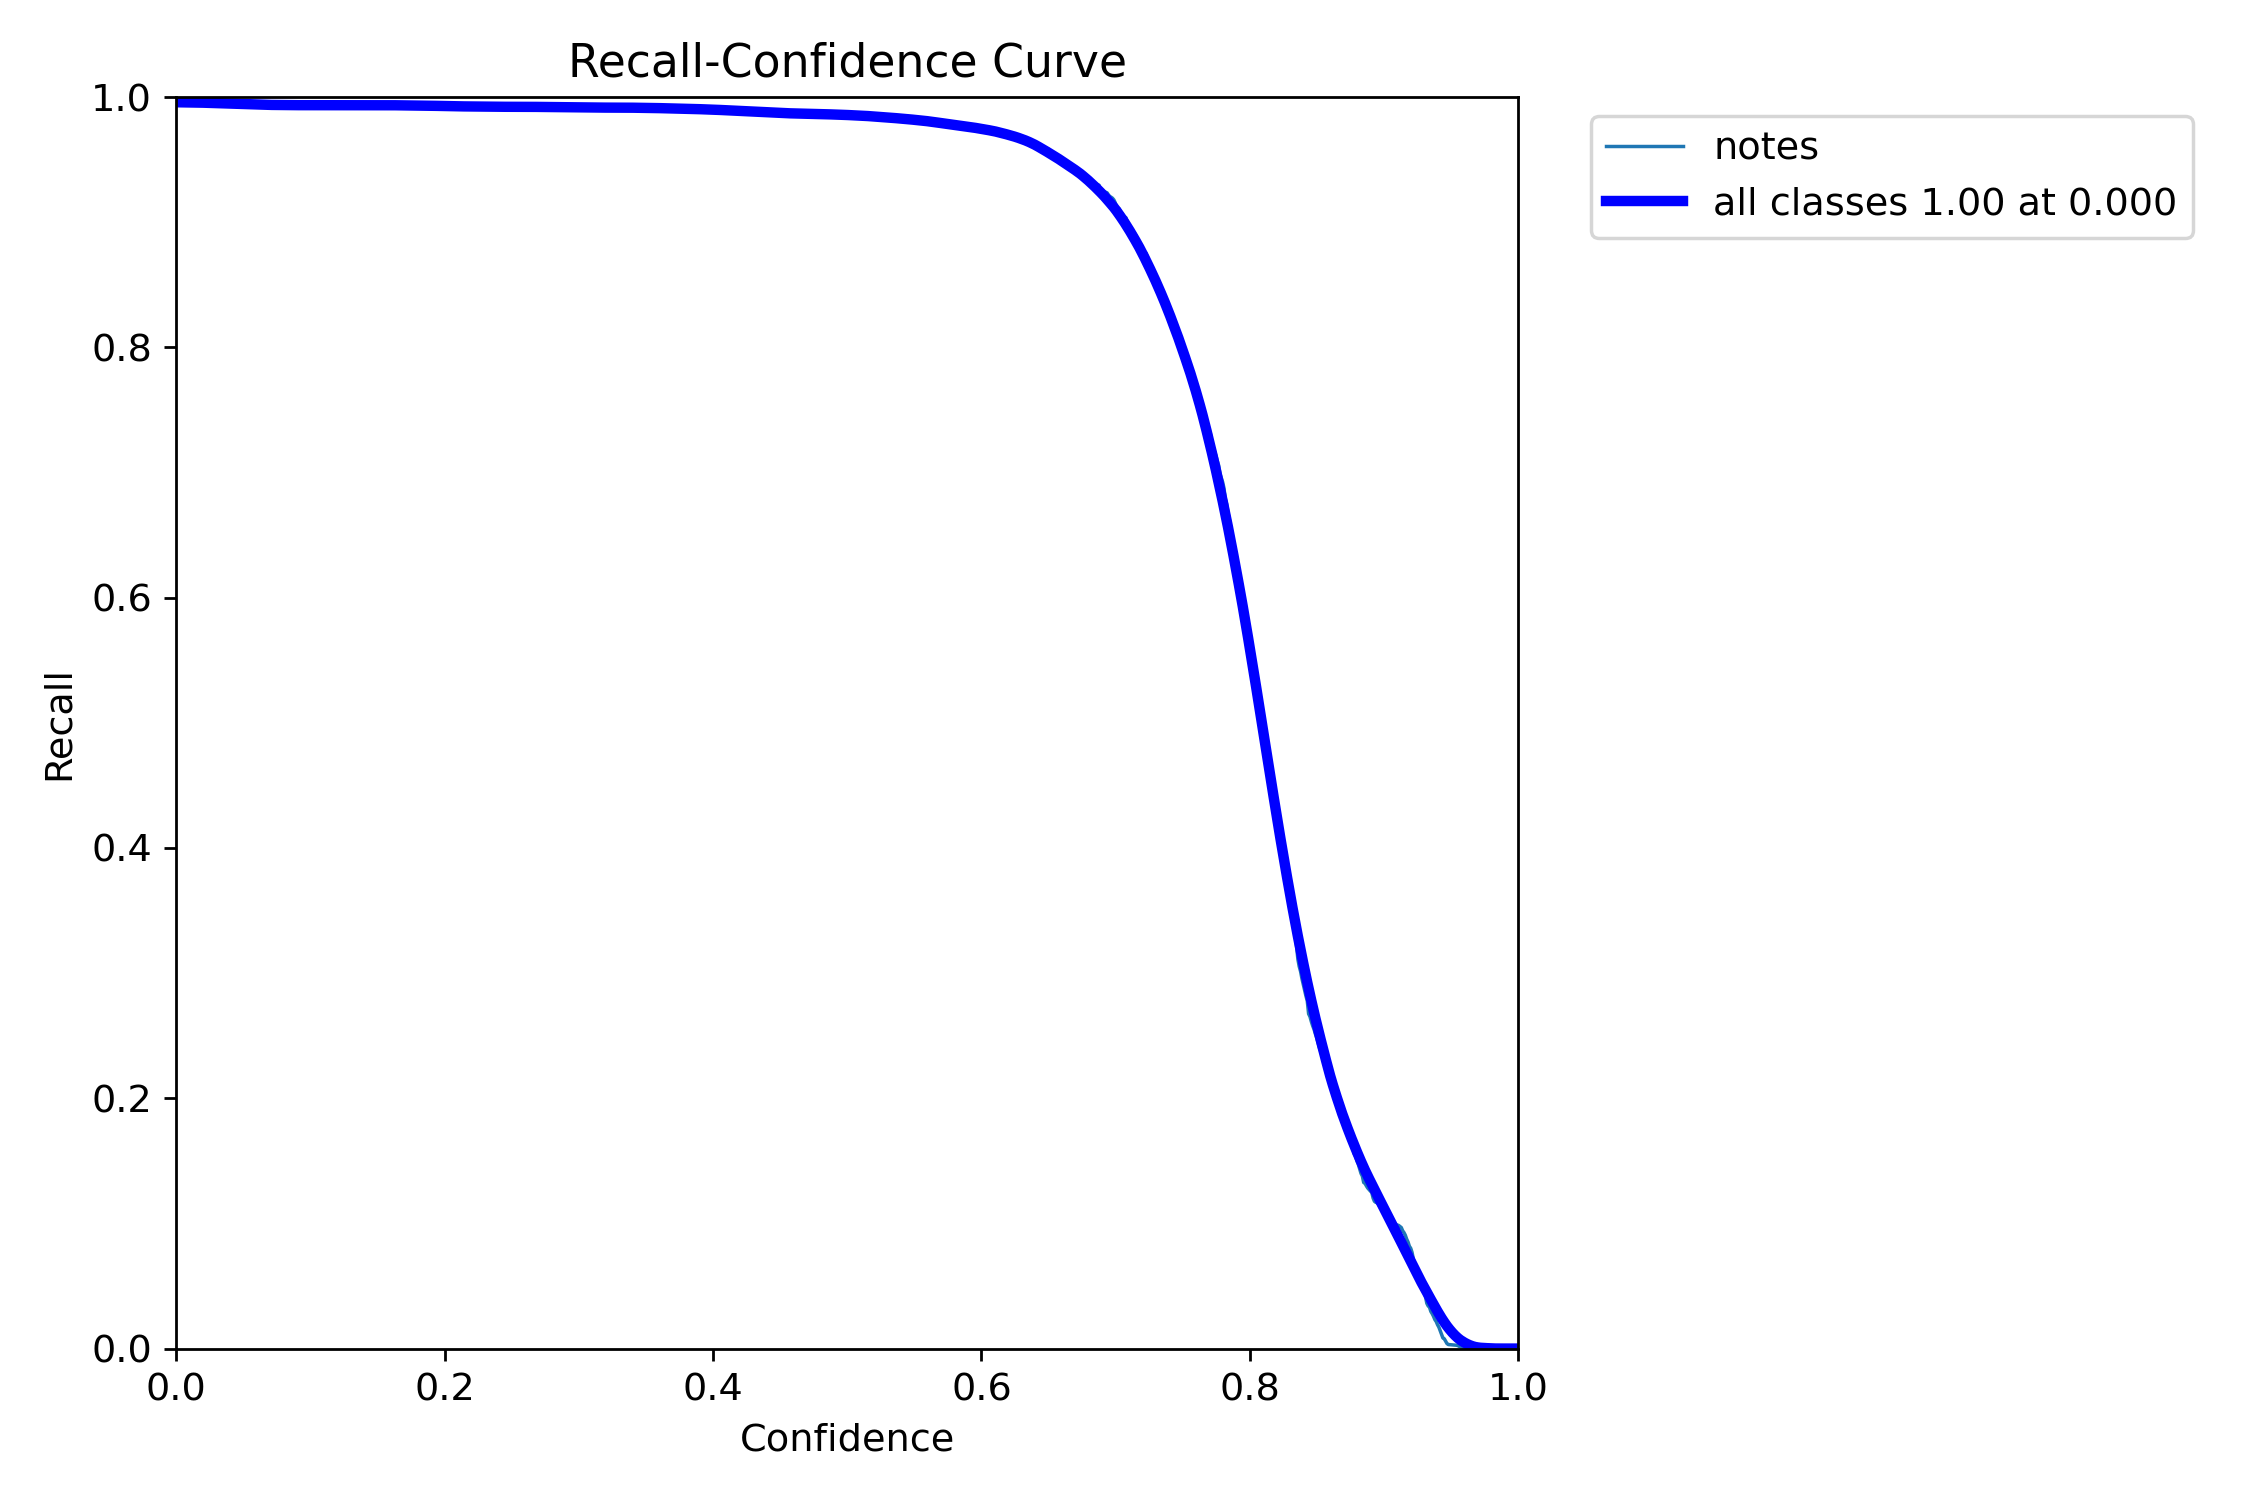 Recall-Confidence Curve
1.0
0.8
0.6
0.4
0.2
0.0
Recall
0.0 0.2 0.4 0.6 0.8 1.0
Confidence
notes
all classes 1.00 at 0.000